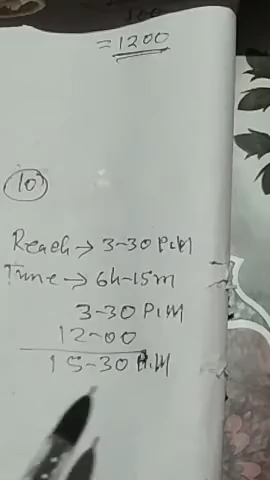 = 1200
10
Reach → 3-30 P.M
Time → 6h-15m
3-30 P.M
12-00
15-30 P.M